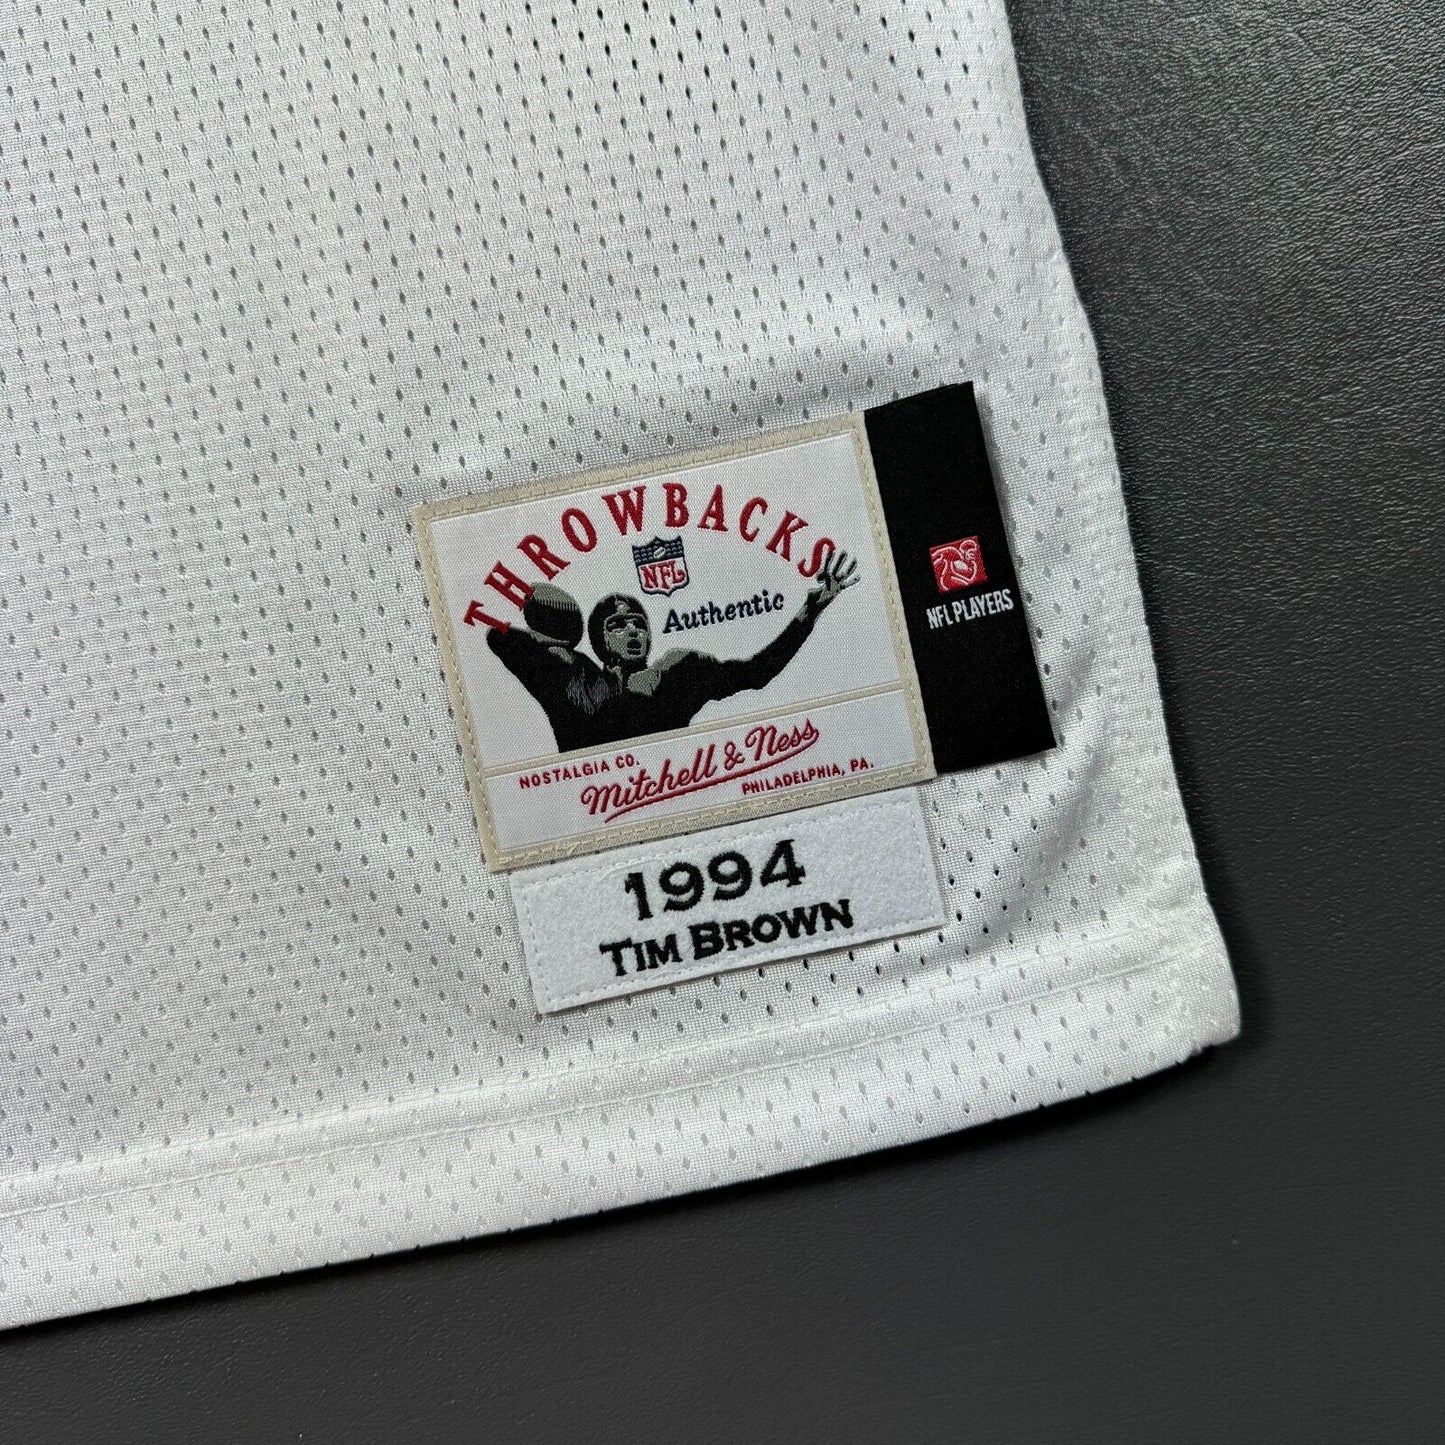 THROWBACKS
NFL
Authentic
NFL PLAYERS
NOSTALGIA CO.
Mitchell & Ness
PHILADELPHIA, PA.
1994
TIM BROWN